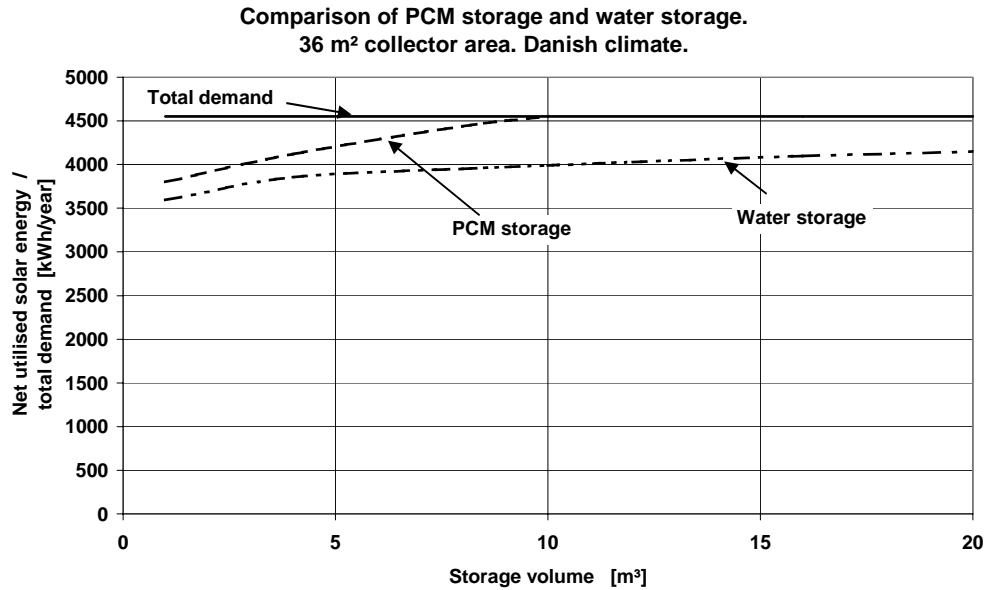 Comparison of PCM storage and water storage.
36 m² collector area. Danish climate.
Net utilised solar energy /
total demand [kWh/year]
5000
4500
4000
3500
3000
2500
2000
1500
1000
500
0
Total demand
PCM storage
Water storage
0
5
10
15
20
Storage volume [m³]